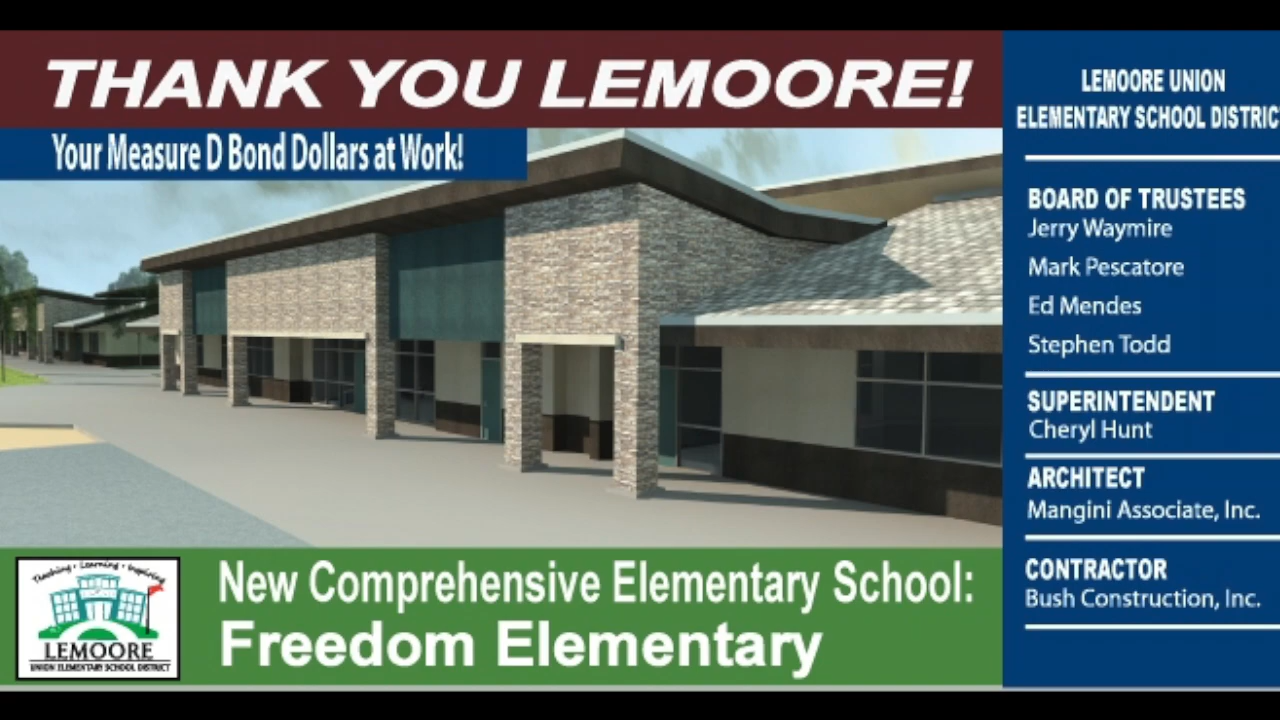 THANK YOU LEMOORE!
Your Measure D Bond Dollars at Work!
Teaching • Learning • Inspiring
LEMOORE
UNION ELEMENTARY SCHOOL DISTRICT
New Comprehensive Elementary School:
Freedom Elementary
LEMOORE UNION
ELEMENTARY SCHOOL DISTRIC
BOARD OF TRUSTEES
Jerry Waymire
Mark Pescatore
Ed Mendes
Stephen Todd
SUPERINTENDENT
Cheryl Hunt
ARCHITECT
Mangini Associate, Inc.
CONTRACTOR
Bush Construction, Inc.